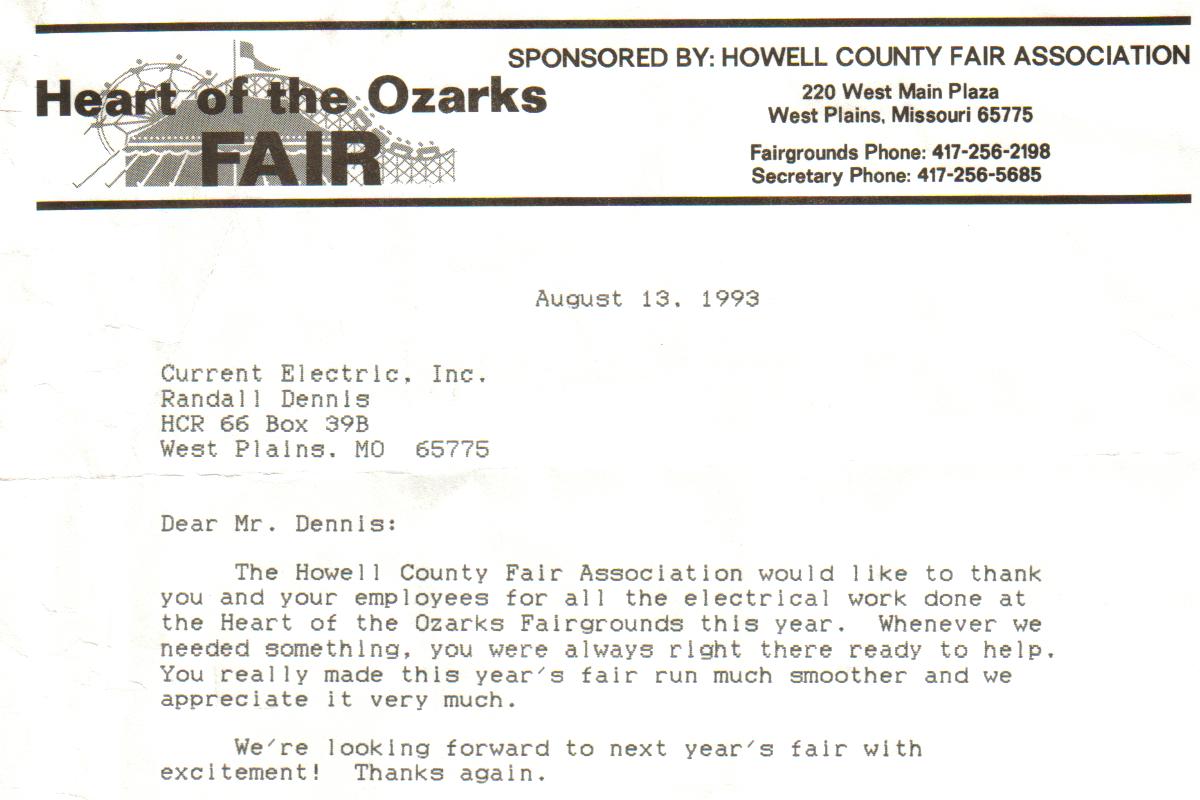 Heart of the Ozarks
FAIR
SPONSORED BY: HOWELL COUNTY FAIR ASSOCIATION
220 West Main Plaza
West Plains, Missouri 65775
Fairgrounds Phone: 417-256-2198
Secretary Phone: 417-256-5685
August 13, 1993
Current Electric, Inc.
Randall Dennis
HCR 66 Box 39B
West Plains, MO 65775
Dear Mr. Dennis:
The Howell County Fair Association would like to thank
you and your employees for all the electrical work done at
the Heart of the Ozarks Fairgrounds this year. Whenever we
needed something, you were always right there ready to help.
You really made this year's fair run much smoother and we
appreciate it very much.
We're looking forward to next year's fair with
excitement! Thanks again.